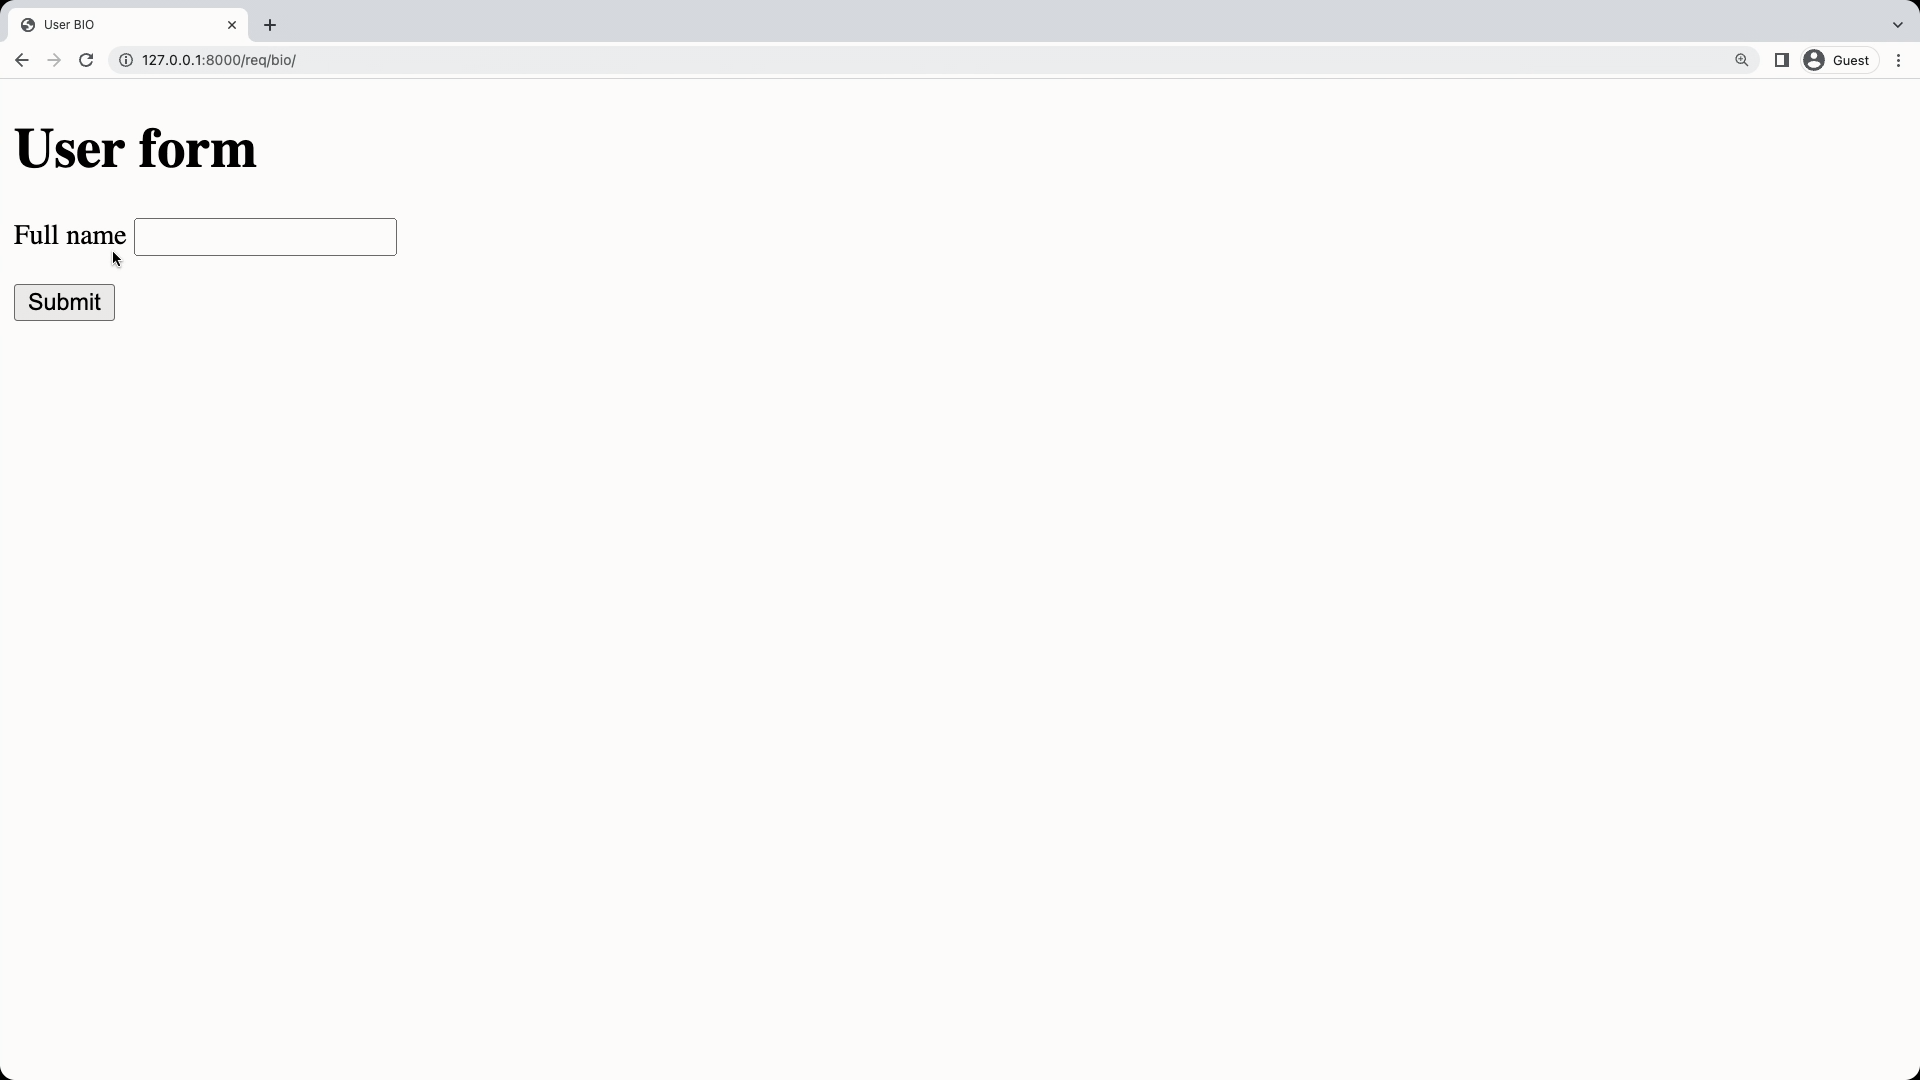 User BIO
127.0.0.1:8000/req/bio/
Guest
User form
Full name
Submit